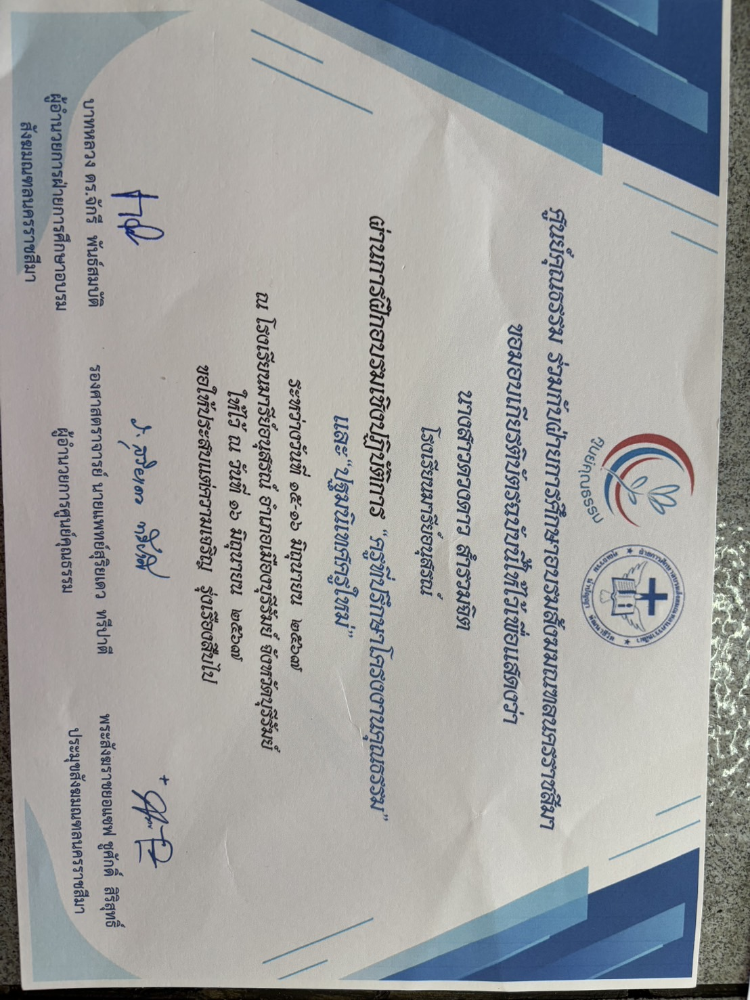 ศูนย์คุณธรรม
ศูนย์คุณธรรม ร่วมกับฝ่ายการศึกษาอบรมสังฆมณฑลนครราชสีมา
ขอมอบเกียรติบัตรฉบับนี้ให้ไว้เพื่อแสดงว่า
นางสาวดวงดาว สำรวมจิต
โรงเรียนมารีย์อนุสรณ์
ผ่านการฝึกอบรมเชิงปฏิบัติการ “ครูที่ปรึกษาโครงงานคุณธรรม”
และ“ปฐมนิเทศครูใหม่”
ระหว่างวันที่ ๑๕-๑๖ มิถุนายน ๒๕๖๗
ณ โรงเรียนมารีย์อนุสรณ์ อำเภอเมืองบุรีรัมย์ จังหวัดบุรีรัมย์
ให้ไว้ ณ วันที่ ๑๖ มิถุนายน ๒๕๖๗
ขอให้ประสบแต่ความเจริญ รุ่งเรืองสืบไป
บาทหลวง ดร.จักรี พันธ์สมบัติ
ผู้อำนวยการฝ่ายการศึกษาอบรม
สังฆมณฑลนครราชสีมา
รองศาสตราจารย์ นายแพทย์สุริยเดว ทรีปาตี
ผู้อำนวยการศูนย์คุณธรรม
พระสังฆราชยอแซฟ ชูศักดิ์ สิริสุทธิ์
ประมุขสังฆมณฑลนครราชสีมา